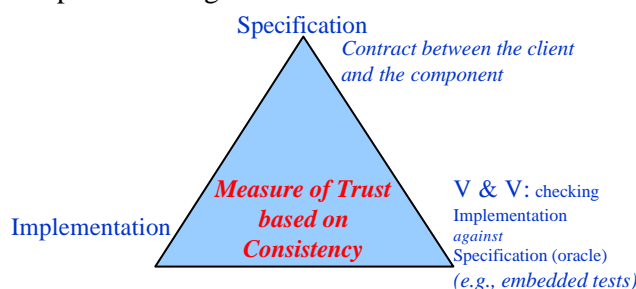 Specification
Contract between the client
and the component
Measure of Trust
based on
Consistency
Implementation
V & V: checking
Implementation
against
Specification (oracle)
(e.g., embedded tests)